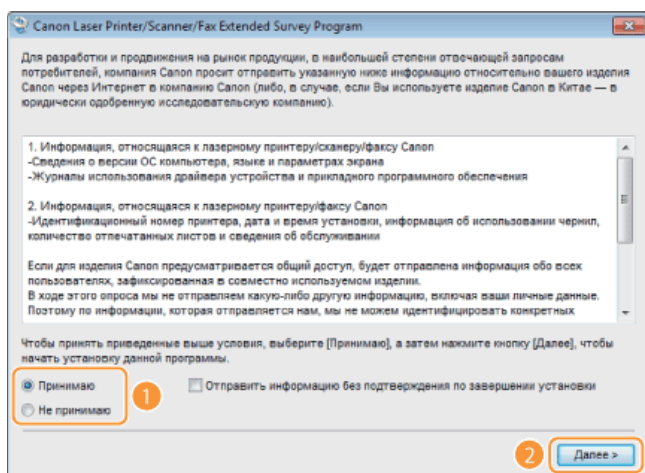 Canon Laser Printer/Scanner/Fax Extended Survey Program
Для разработки и продвижения на рынок продукции, в наибольшей степени отвечающей запросам
потребителей, компания Canon просит отправить указанную ниже информацию относительно вашего изделия
Canon через Интернет в компанию Canon (либо, в случае, если Вы используете изделие Canon в Китае — в
юридически одобренную исследовательскую компанию).
1. Информация, относящаяся к лазерному принтеру/сканеру/факсу Canon
-Сведения о версии ОС компьютера, языке и параметрах экрана
-Журналы использования драйвера устройства и прикладного программного обеспечения
2. Информация, относящаяся к лазерному принтеру/факсу Canon
-Идентификационный номер принтера, дата и время установки, информация об использовании чернил,
количество отпечатанных листов и сведения об обслуживании
Если для изделия Canon предусматривается общий доступ, будет отправлена информация обо всех
пользователях, зафиксированная в совместно используемом изделии.
В ходе этого опроса мы не отправляем какую-либо другую информацию, включая ваши личные данные.
Поэтому по информации, которая отправляется нам, мы не можем идентифицировать конкретных
Чтобы принять приведенные выше условия, выберите [Принимаю], а затем нажмите кнопку [Далее], чтобы
начать установку данной программы.
Принимаю
Отправить информацию без подтверждения по завершении установки
Не принимаю
1
2
Далее >